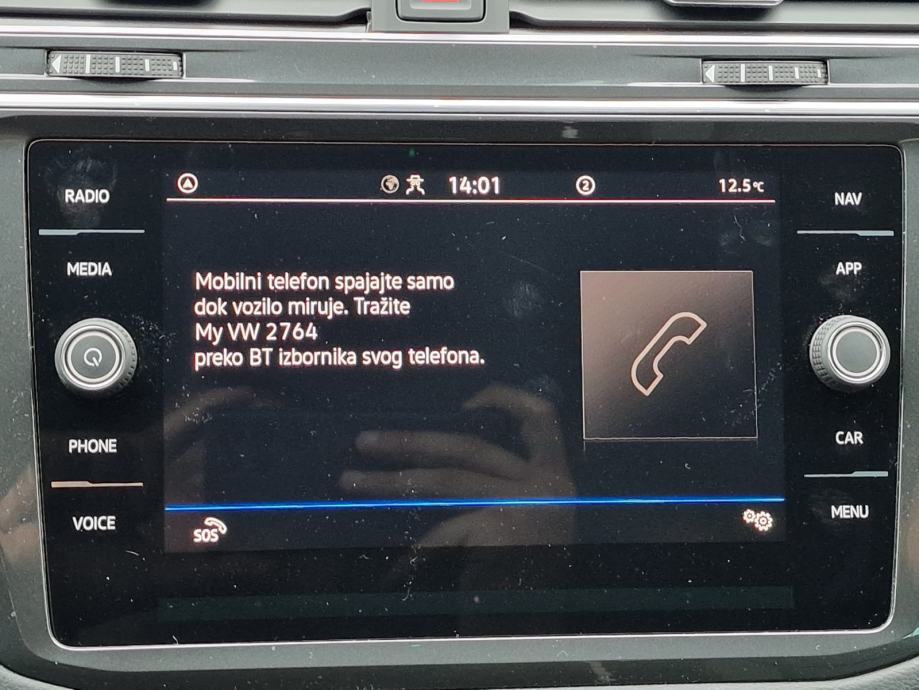 RADIO
MEDIA
PHONE
VOICE
14:01
2
12.5°C
Mobilni telefon spajajte samo
dok vozilo miruje. Tražite
My VW 2764
preko BT izbornika svog telefona.
SOS
NAV
APP
CAR
MENU